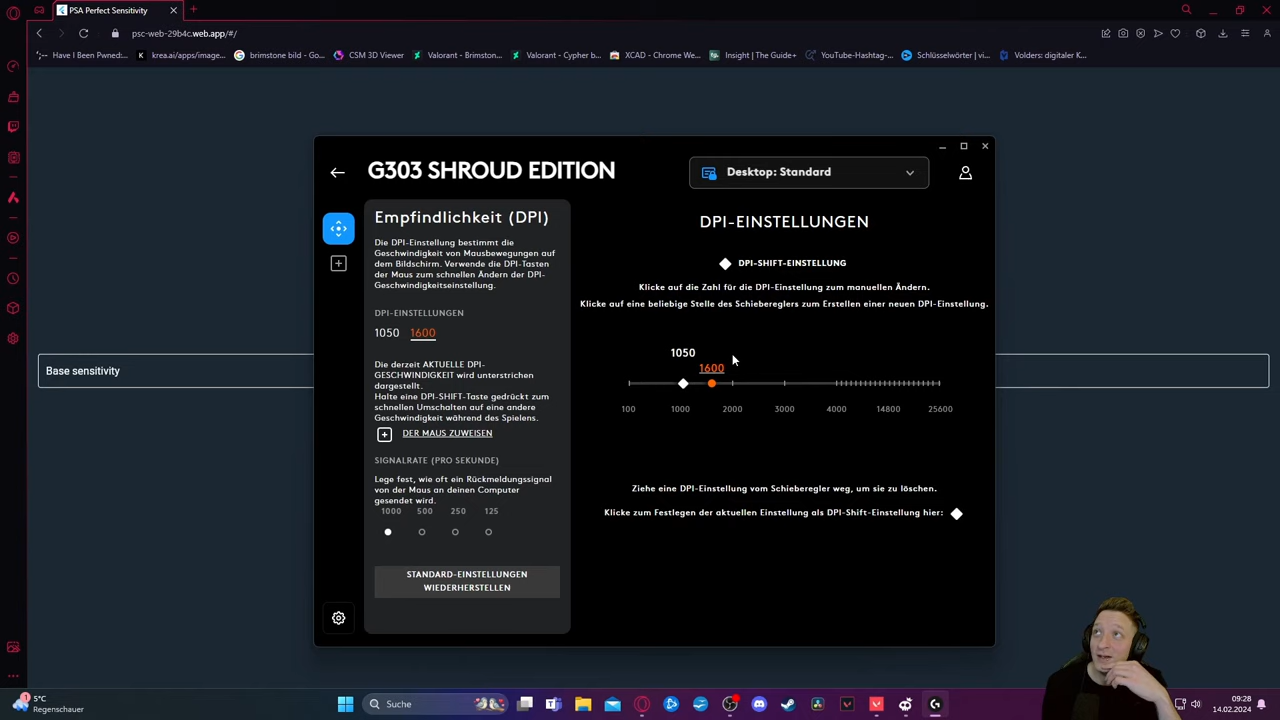 PSA Perfect Sensitivity
psc-web-29b4c.web.app/#/
Have I Been Pwned:
krea.ai/apps/image...
brimstone bild - Go...
CSM 3D Viewer
Valorant - Brimston...
Valorant - Cypher b...
XCAD — Chrome We...
Insight | The Guide+
YouTube-Hashtag-...
Schlüsselwörter | vi...
Volders: digitaler K...
G303 SHROUD EDITION
Desktop: Standard
Empfindlichkeit (DPI)
Die DPI-Einstellung bestimmt die
Geschwindigkeit von Mausbewegungen auf
dem Bildschirm. Verwende die DPI-Tasten
der Maus zum schnellen Ändern der DPI-
Geschwindigkeitseinstellung.
DPI-EINSTELLUNGEN
1050 1600
Die derzeit AKTUELLE DPI-
GESCHWINDIGKEIT wird unterstrichen
dargestellt.
Halte eine DPI-SHIFT-Taste gedrückt zum
schnellen Umschalten auf eine andere
Geschwindigkeit während des Spielens.
DER MAUS ZUWEISEN
SIGNALRATE (PRO SEKUNDE)
Lege fest, wie oft ein Rückmeldungssignal
von der Maus an deinen Computer
gesendet wird.
1000 500 250 125
STANDARD-EINSTELLUNGEN
WIEDERHERSTELLEN
DPI-EINSTELLUNGEN
DPI-SHIFT-EINSTELLUNG
Klicke auf die Zahl für die DPI-Einstellung zum manuellen Ändern.
Klicke auf eine beliebige Stelle des Schiebereglers zum Erstellen einer neuen DPI-Einstellung.
1050
1600
100 1000 2000 3000 4000 14800 25600
Ziehe eine DPI-Einstellung vom Schieberegler weg, um sie zu löschen.
Klicke zum Festlegen der aktuellen Einstellung als DPI-Shift-Einstellung hier:
Base sensitivity
1
5°C
Regenschauer
Suche
09:28
14.02.2024